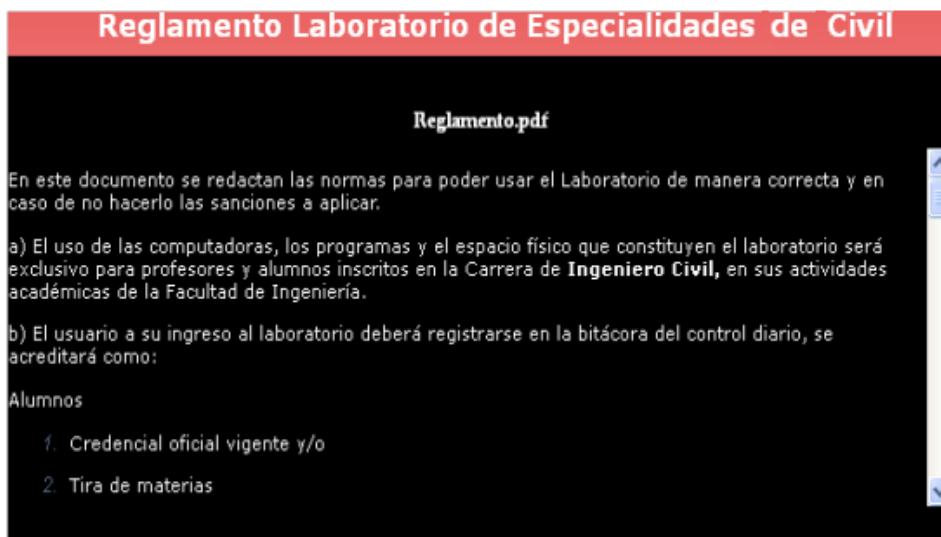 Reglamento Laboratorio de Especialidades de Civil
Reglamento.pdf
En este documento se redactan las normas para poder usar el Laboratorio de manera correcta y en
caso de no hacerlo las sanciones a aplicar.
a) El uso de las computadoras, los programas y el espacio físico que constituyen el laboratorio será
exclusivo para profesores y alumnos inscritos en la Carrera de Ingeniero Civil, en sus actividades
académicas de la Facultad de Ingeniería.
b) El usuario a su ingreso al laboratorio deberá registrarse en la bitácora del control diario, se
acreditará como:
Alumnos
1. Credencial oficial vigente y/o
2. Tira de materias